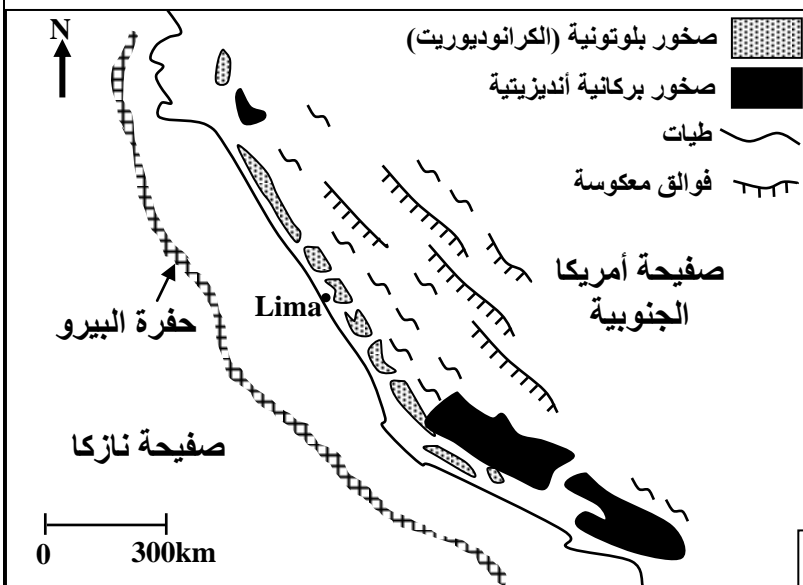 N
صخور بلوتونية (الكرانوديوريت)
صخور بركانية أنديزيتية
طيات
فوالق معكوسة
صفيحة أمريكا
الجنوبية
Lima
حفرة البيرو
صفيحة نازكا
0 300km